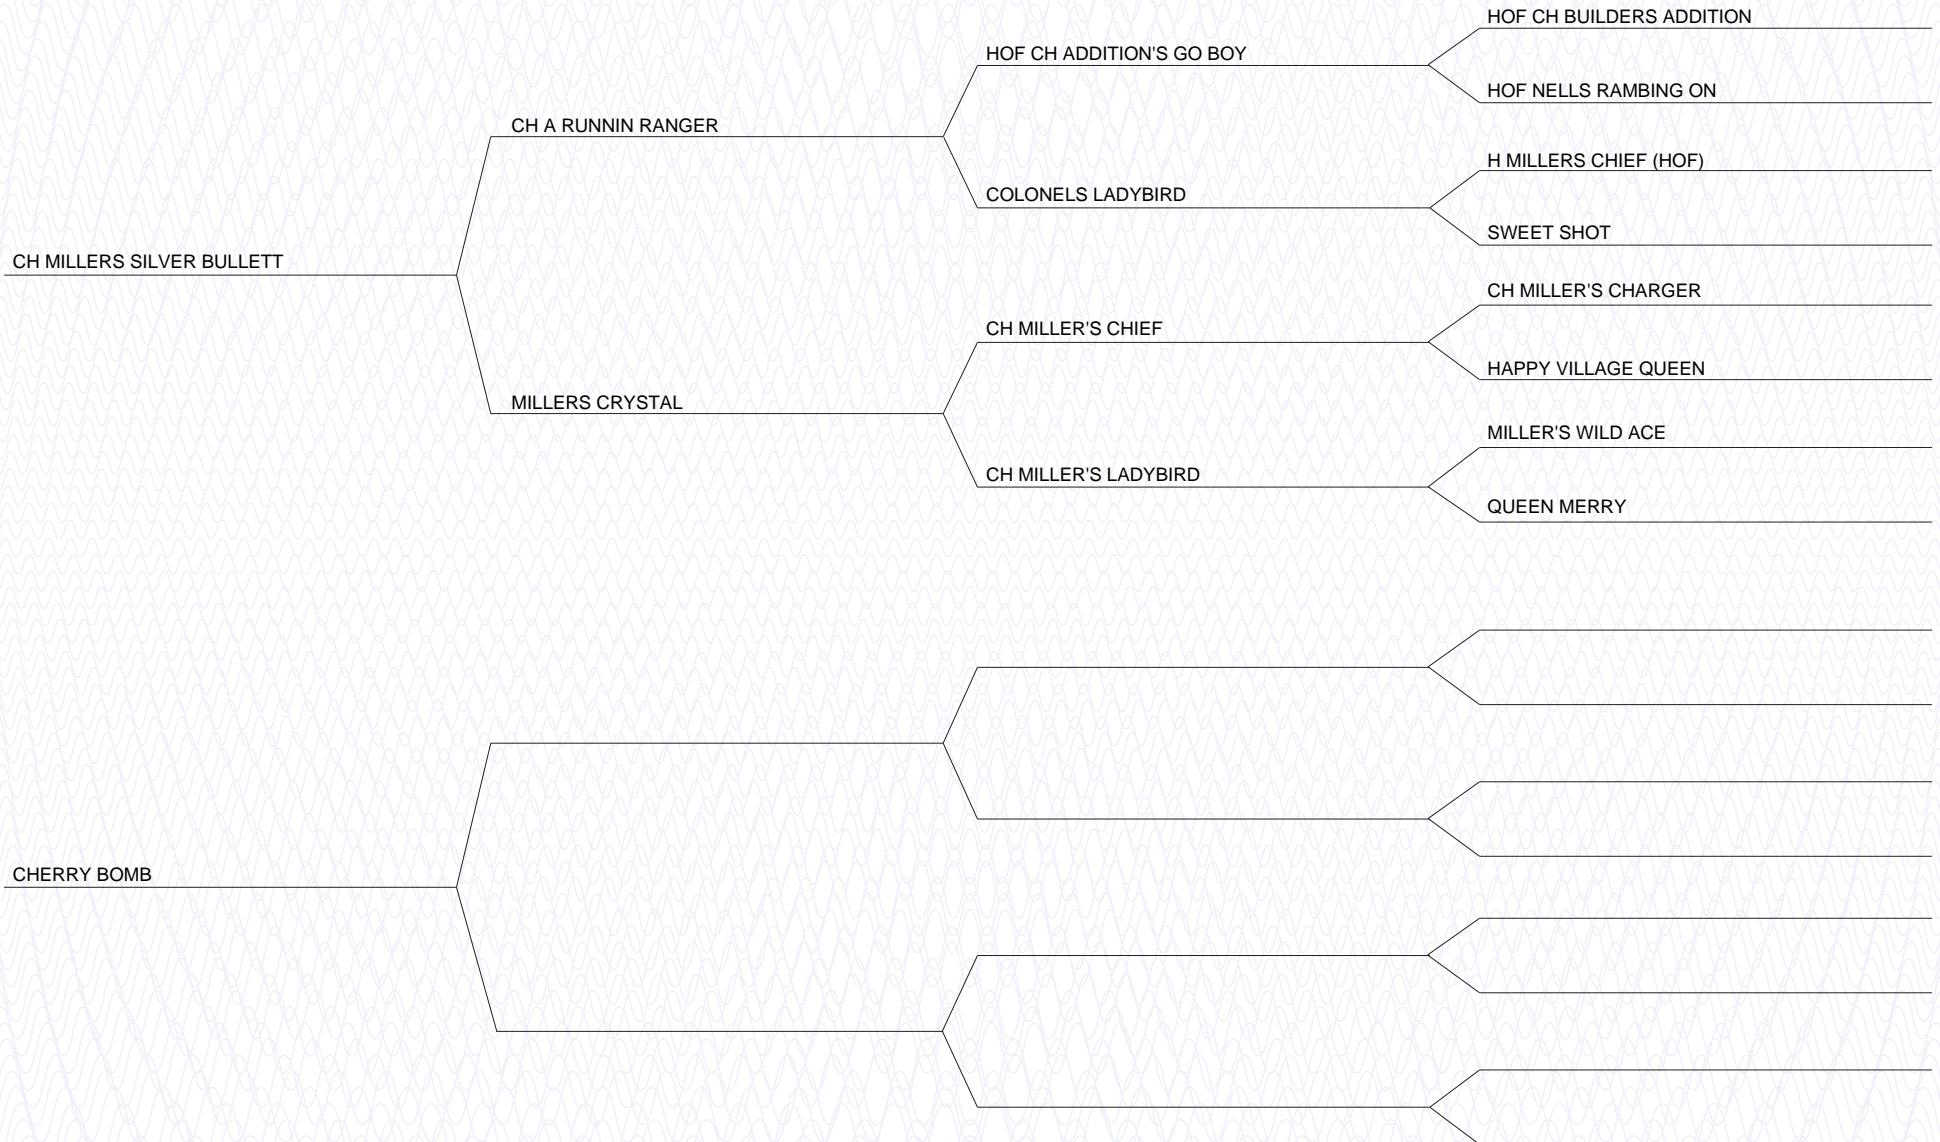 HOF CH BUILDERS ADDITION
HOF CH ADDITION'S GO BOY
HOF NELLS RAMBING ON
CH A RUNNIN RANGER
H MILLERS CHIEF (HOF)
COLONELS LADYBIRD
SWEET SHOT
CH MILLERS SILVER BULLETT
CH MILLER'S CHARGER
CH MILLER'S CHIEF
HAPPY VILLAGE QUEEN
MILLERS CRYSTAL
MILLER'S WILD ACE
CH MILLER'S LADYBIRD
QUEEN MERRY
CHERRY BOMB